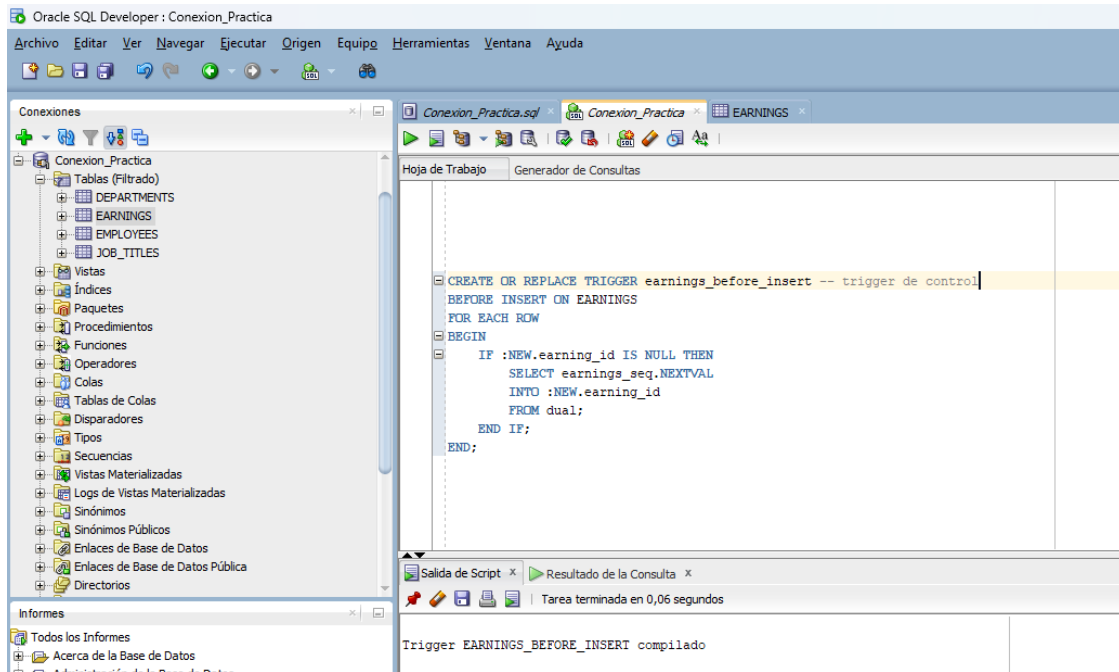 Oracle SQL Developer : Conexion_Practica
Archivo Editar Ver Navegar Ejecutar Origen Equipo Herramientas Ventana Ayuda
Conexiones
Conexion_Practica
Tablas (Filtrado)
DEPARTMENTS
EARNINGS
EMPLOYEES
JOB_TITLES
Vistas
Índices
Paquetes
Procedimientos
Funciones
Operadores
Colas
Tablas de Colas
Disparadores
Tipos
Secuencias
Vistas Materializadas
Logs de Vistas Materializadas
Sinónimos
Sinónimos Públicos
Enlaces de Base de Datos
Enlaces de Base de Datos Pública
Directorios
Informes
Todos los Informes
Acerca de la Base de Datos
Administración de la Base de Datos
Conexion_Practica.sql Conexion_Practica EARNINGS
Hoja de Trabajo Generador de Consultas
CREATE OR REPLACE TRIGGER earnings_before_insert -- trigger de control
BEFORE INSERT ON EARNINGS
FOR EACH ROW
BEGIN
IF :NEW.earning_id IS NULL THEN
SELECT earnings_seq.NEXTVAL
INTO :NEW.earning_id
FROM dual;
END IF;
END;
Salida de Script x Resultado de la Consulta x
Tarea terminada en 0,06 segundos
Trigger EARNINGS_BEFORE_INSERT compilado